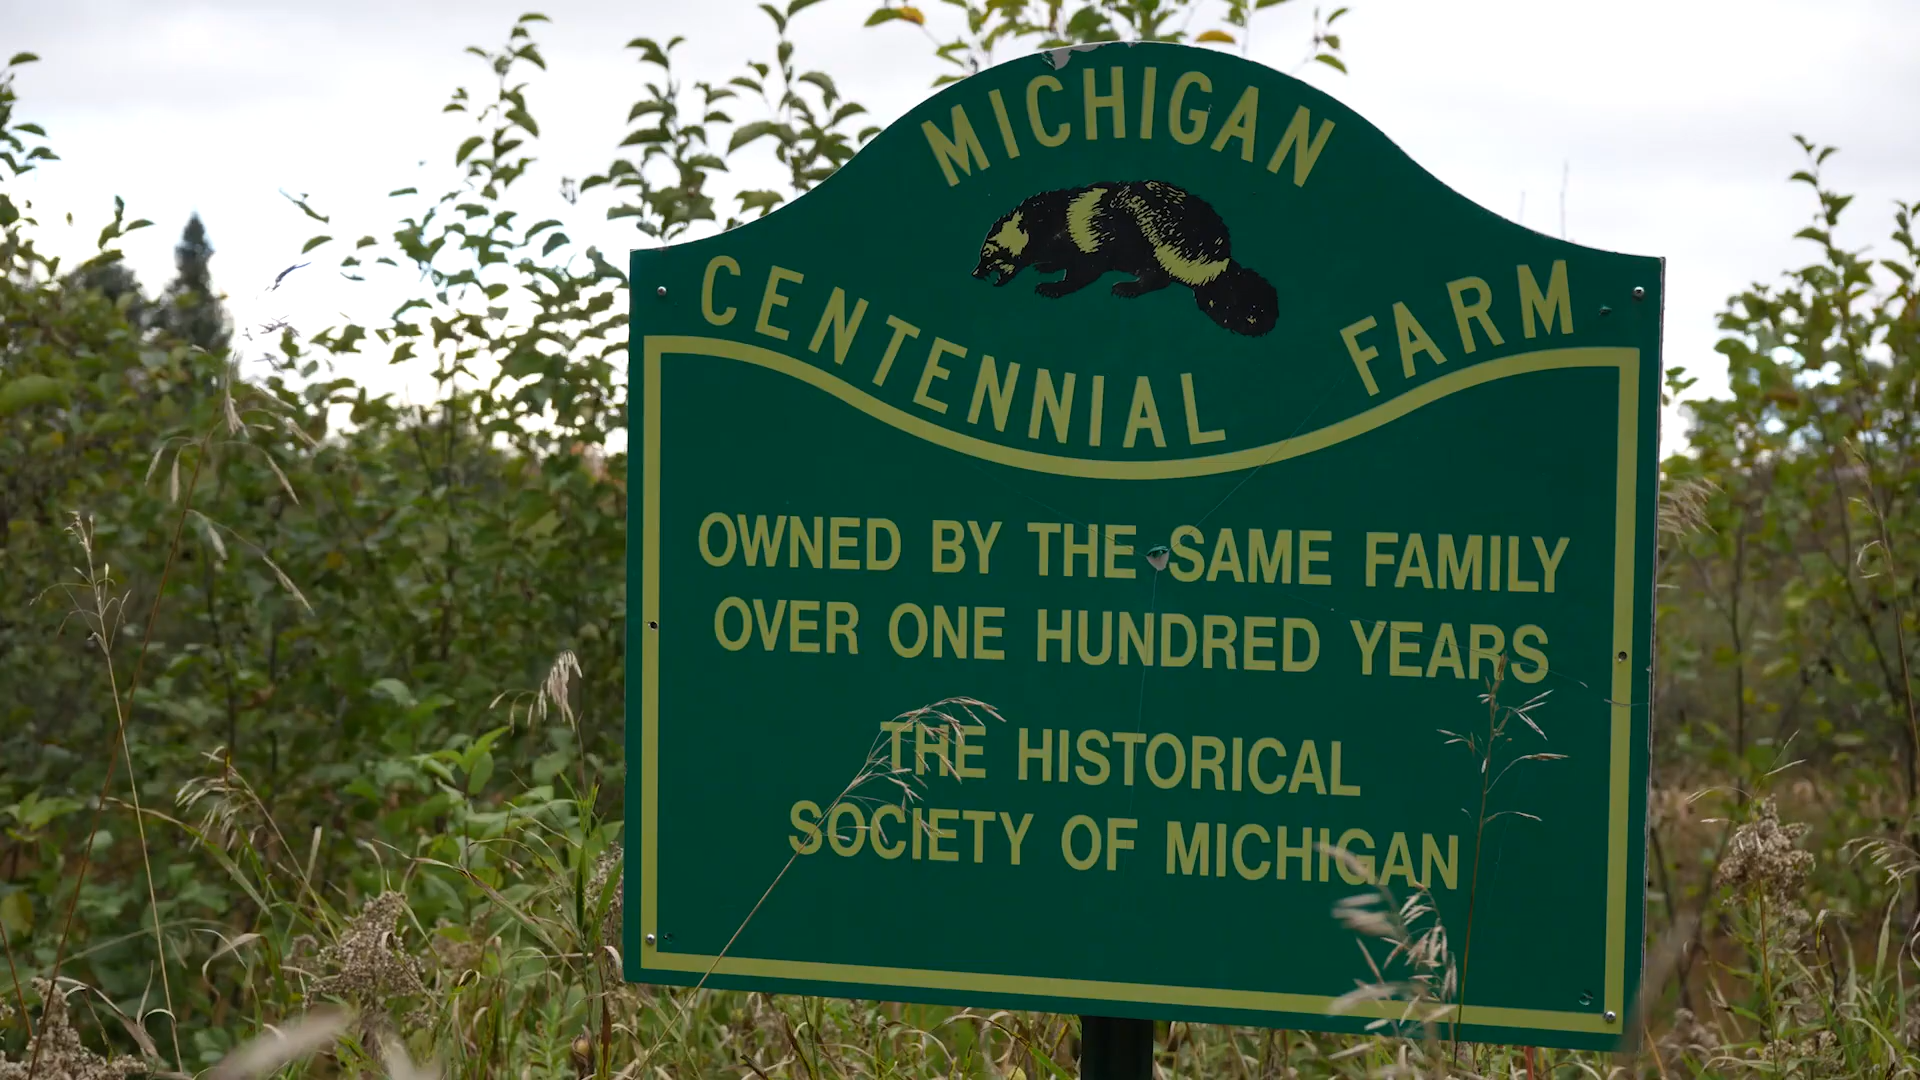 MICHIGAN
CENTENNIAL FARM
OWNED BY THE SAME FAMILY
OVER ONE HUNDRED YEARS
THE HISTORICAL
SOCIETY OF MICHIGAN